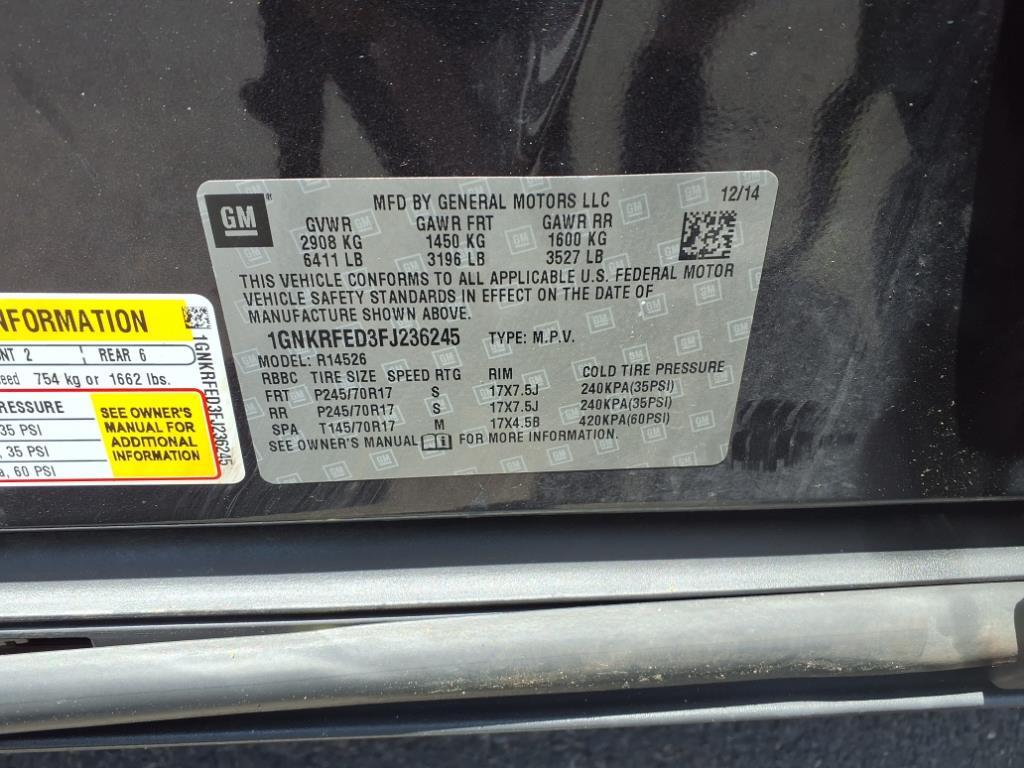 GM
MFD BY GENERAL MOTORS LLC 12/14
GVWR GAWR FRT GAWR RR
2908 KG 1450 KG 1600 KG
6411 LB 3196 LB 3527 LB
THIS VEHICLE CONFORMS TO ALL APPLICABLE U.S. FEDERAL MOTOR
VEHICLE SAFETY STANDARDS IN EFFECT ON THE DATE OF
MANUFACTURE SHOWN ABOVE.
1GNKRFED3FJ236245 TYPE: M.P.V.
MODEL: R14526
RBBC TIRE SIZE SPEED RTG RIM COLD TIRE PRESSURE
FRT P245/70R17 S 17X7.5J 240KPA(35PSI)
RR P245/70R17 S 17X7.5J 240KPA(35PSI)
SPA T145/70R17 M 17X4.5B 420KPA(60PSI)
SEE OWNER'S MANUAL FOR MORE INFORMATION.
NFORMATION
NT 2 REAR 6
eed 754 kg or 1662 lbs.
RESSURE
35 PSI
, 35 PSI
a, 60 PSI
SEE OWNER'S
MANUAL FOR
ADDITIONAL
INFORMATION
1GNKRFED3FJ236245